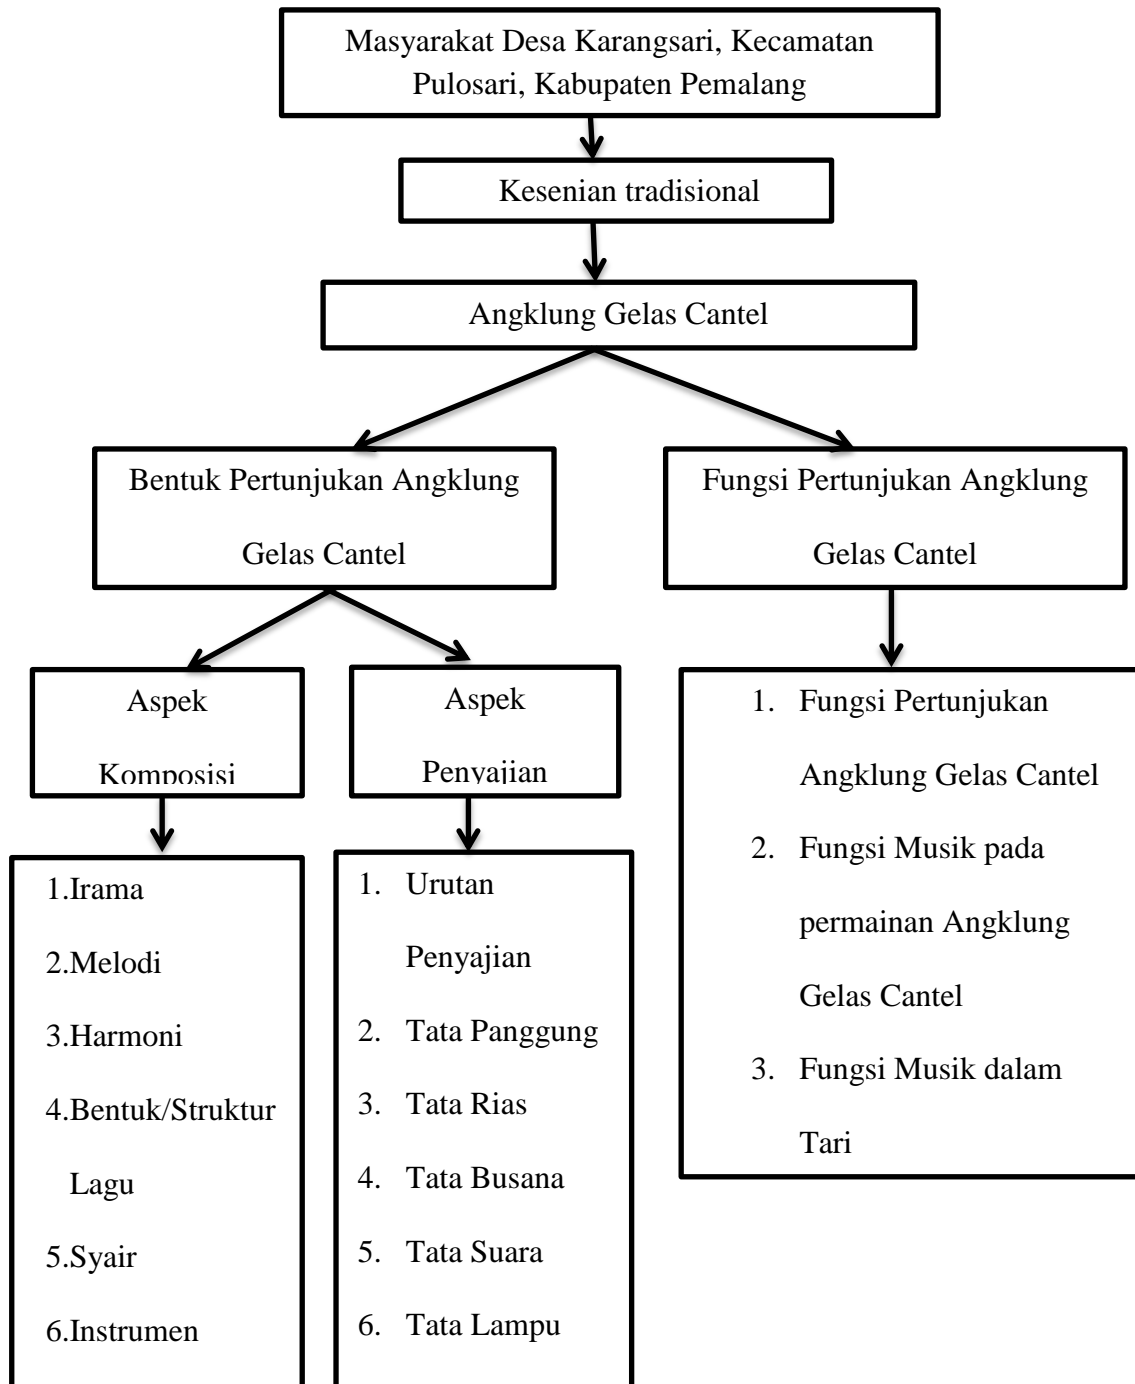 Masyarakat Desa Karangsari, Kecamatan
Pulosari, Kabupaten Pemalang
Kesenian tradisional
Angklung Gelas Cantel
Bentuk Pertunjukan Angklung
Gelas Cantel
Fungsi Pertunjukan Angklung
Gelas Cantel
Aspek
Komposisi
Aspek
Penyajian
1.Irama
2.Melodi
3.Harmoni
4.Bentuk/Struktur
Lagu
5.Syair
6.Instrumen
1. Urutan
Penyajian
2. Tata Panggung
3. Tata Rias
4. Tata Busana
5. Tata Suara
6. Tata Lampu
1. Fungsi Pertunjukan
Angklung Gelas Cantel
2. Fungsi Musik pada
permainan Angklung
Gelas Cantel
3. Fungsi Musik dalam
Tari